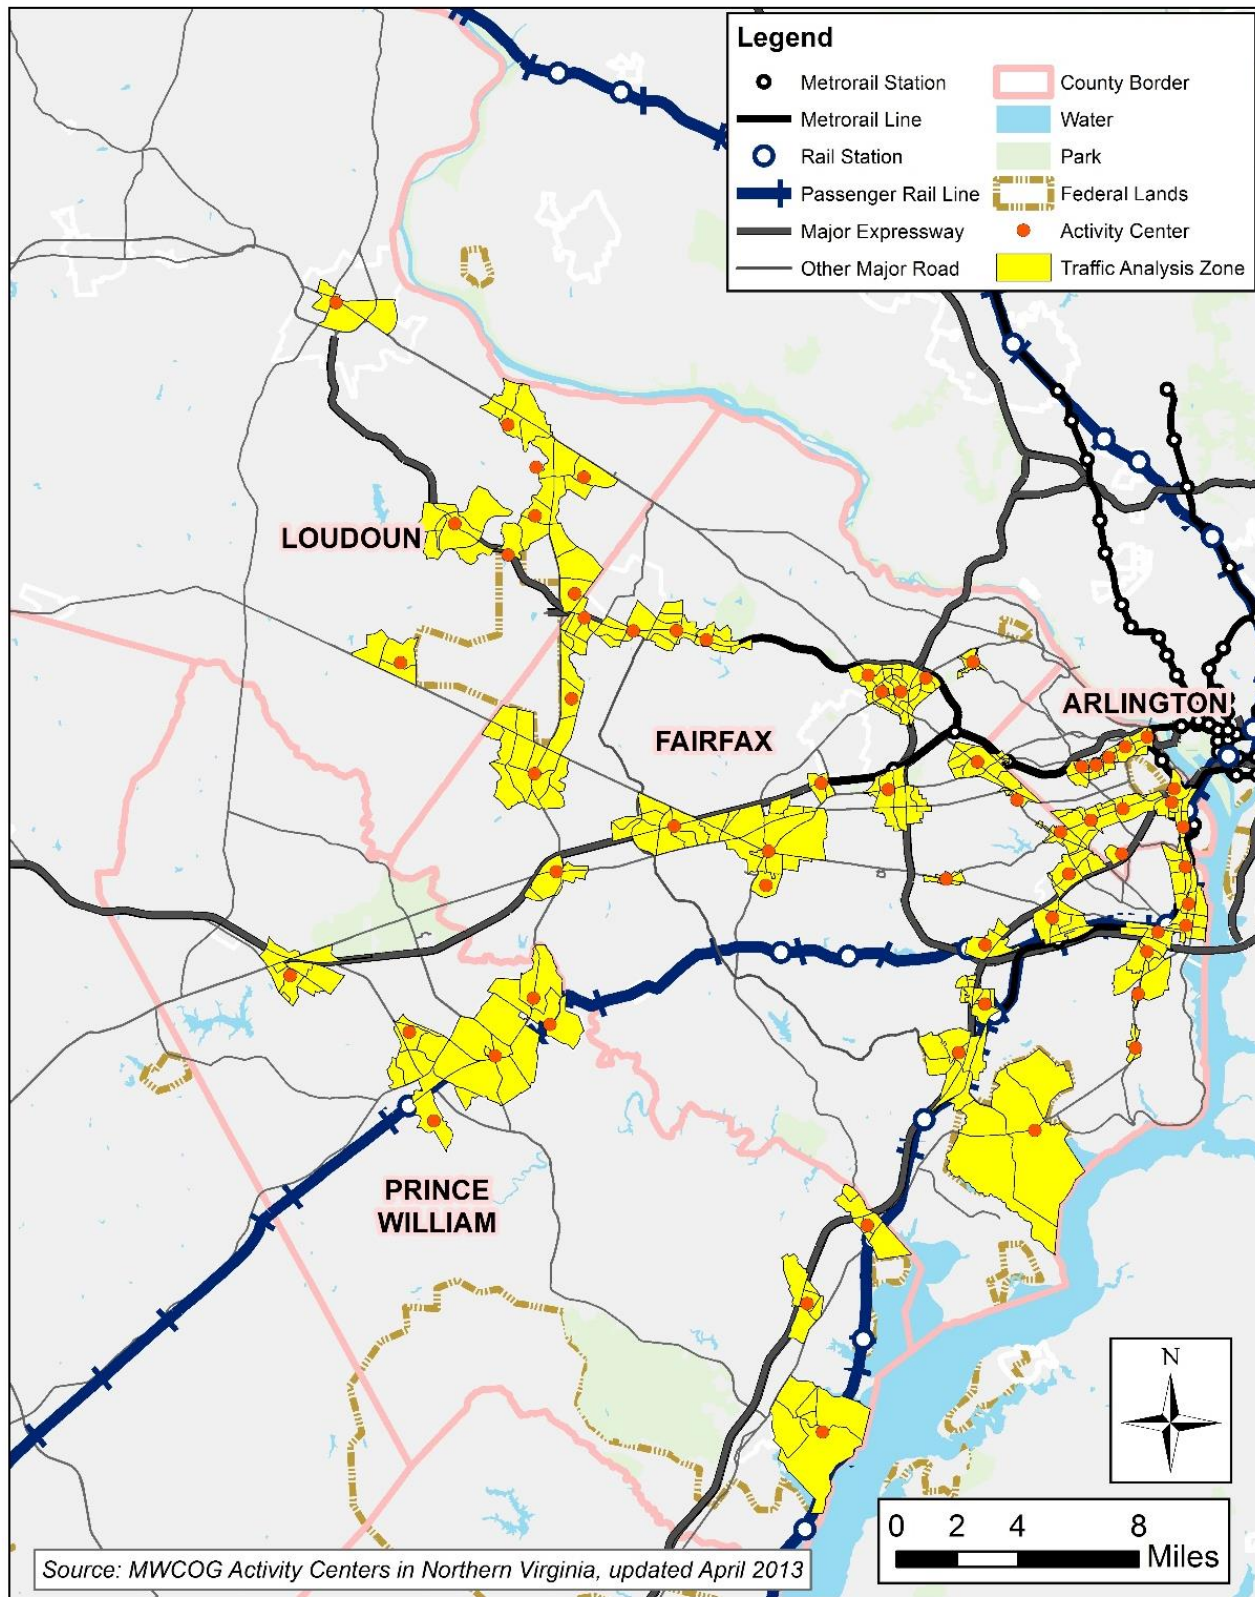 Legend
Metrorail Station
Metrorail Line
Rail Station
Passenger Rail Line
Major Expressway
Other Major Road
County Border
Water
Park
Federal Lands
Activity Center
Traffic Analysis Zone
LOUDOUN
ARLINGTON
FAIRFAX
PRINCE
WILLIAM
N
0 2 4 8
Miles
Source: MWCOG Activity Centers in Northern Virginia, updated April 2013